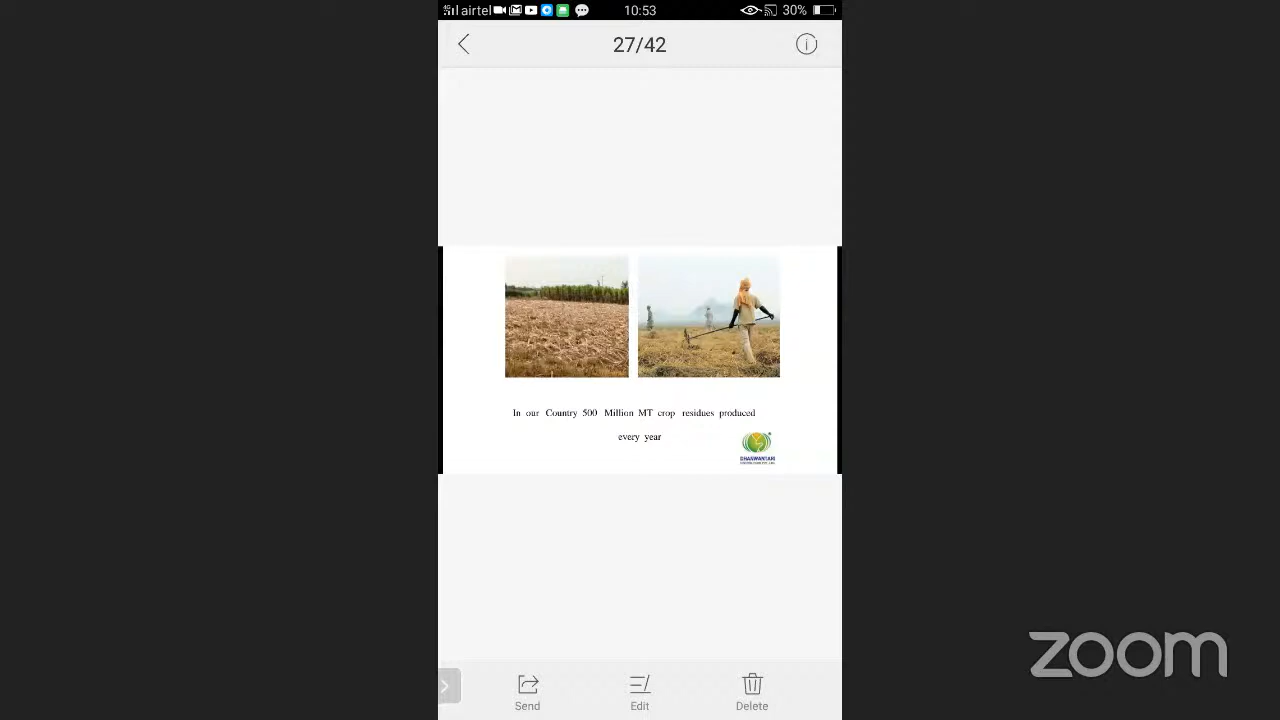 airtel
10:53
30%
27/42
In our Country 500 Million MT crop residues produced
every year
Send
Edit
Delete
zoom